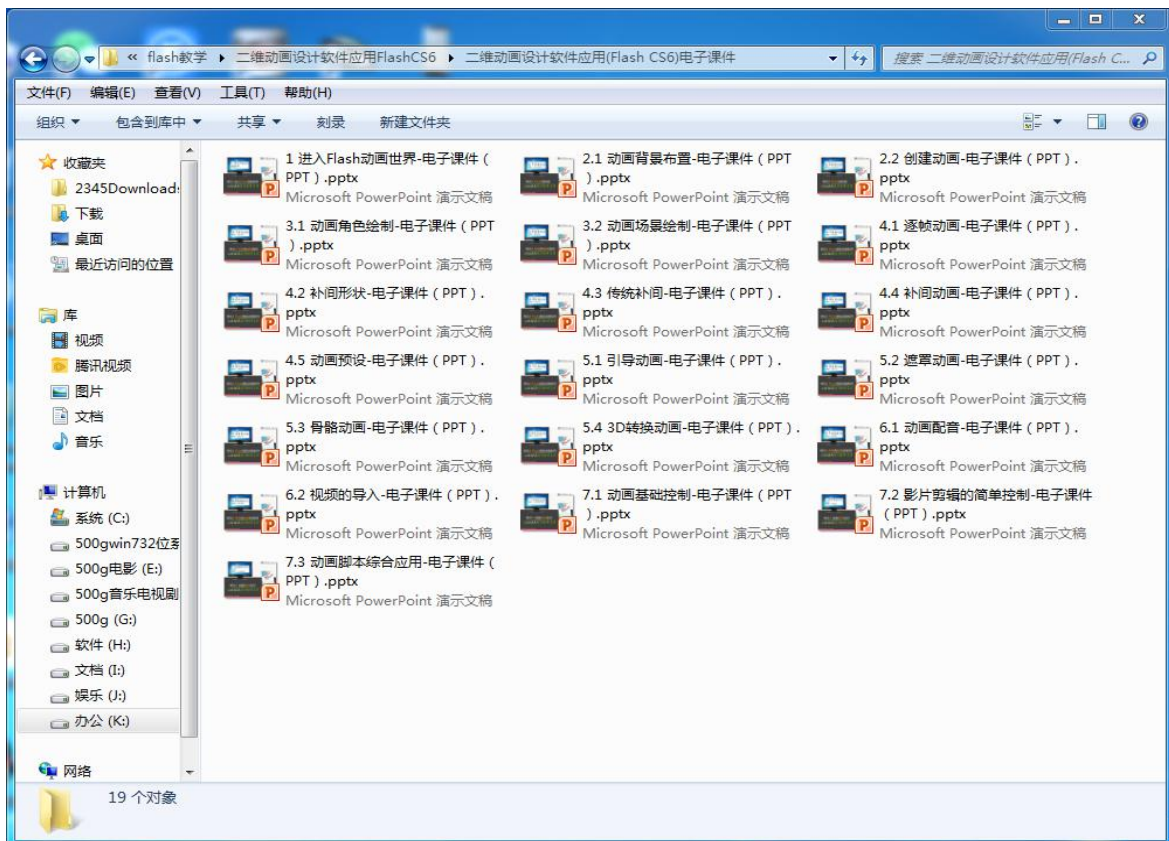 « flash教学 ▸ 二维动画设计软件应用FlashCS6 ▸ 二维动画设计软件应用(Flash CS6)电子课件
搜索 二维动画设计软件应用(Flash C...
文件(F) 编辑(E) 查看(V) 工具(T) 帮助(H)
组织 包含到库中 共享 刻录 新建文件夹
收藏夹
2345Download
下载
桌面
最近访问的位置
库
视频
腾讯视频
图片
文档
音乐
计算机
系统 (C:)
500gwin732位系
500g电影 (E:)
500g音乐电视剧
500g (G:)
软件 (H:)
文档 (I:)
娱乐 (J:)
办公 (K:)
网络
1 进入Flash动画世界-电子课件（
PPT）.pptx
Microsoft PowerPoint 演示文稿
2.1 动画背景布置-电子课件（PPT
）.pptx
Microsoft PowerPoint 演示文稿
2.2 创建动画-电子课件（PPT）.
pptx
Microsoft PowerPoint 演示文稿
3.1 动画角色绘制-电子课件（PPT
）.pptx
Microsoft PowerPoint 演示文稿
3.2 动画场景绘制-电子课件（PPT
）.pptx
Microsoft PowerPoint 演示文稿
4.1 逐帧动画-电子课件（PPT）.
pptx
Microsoft PowerPoint 演示文稿
4.2 补间形状-电子课件（PPT）.
pptx
Microsoft PowerPoint 演示文稿
4.3 传统补间-电子课件（PPT）.
pptx
Microsoft PowerPoint 演示文稿
4.4 补间动画-电子课件（PPT）.
pptx
Microsoft PowerPoint 演示文稿
4.5 动画预设-电子课件（PPT）.
pptx
Microsoft PowerPoint 演示文稿
5.1 引导动画-电子课件（PPT）.
pptx
Microsoft PowerPoint 演示文稿
5.2 遮罩动画-电子课件（PPT）.
pptx
Microsoft PowerPoint 演示文稿
5.3 骨骼动画-电子课件（PPT）.
pptx
Microsoft PowerPoint 演示文稿
5.4 3D转换动画-电子课件（PPT）.
pptx
Microsoft PowerPoint 演示文稿
6.1 动画配音-电子课件（PPT）.
pptx
Microsoft PowerPoint 演示文稿
6.2 视频的导入-电子课件（PPT）.
pptx
Microsoft PowerPoint 演示文稿
7.1 动画基础控制-电子课件（PPT
）.pptx
Microsoft PowerPoint 演示文稿
7.2 影片剪辑的简单控制-电子课件
（PPT）.pptx
Microsoft PowerPoint 演示文稿
7.3 动画脚本综合应用-电子课件（
PPT）.pptx
Microsoft PowerPoint 演示文稿
19 个对象